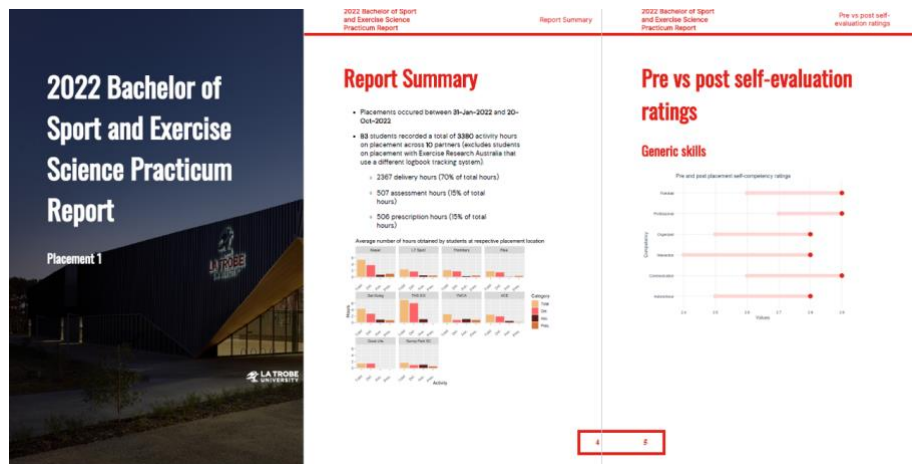 2022 Bachelor of
Sport and Exercise
Science Practicum
Report
Placement 1
LA TROBE
LA TROBE
UNIVERSITY
2022 Bachelor of Sport
and Exercise Science
Practicum Report
Report Summary
Report Summary
• Placements occured between 31-Jan-2022 and 20-
Oct-2022
• 83 students recorded a total of 3380 activity hours
on placement across 10 partners (excludes students
on placement with Exercise Research Australia that
use a different logbook tracking system)
2367 delivery hours (70% of total hours)
507 assessment hours (15% of total
hours)
506 prescription hours (15% of total
hours)
Average number of hours obtained by students at respective placement location
Category
Total
Del
Hours
Activity
4
2022 Bachelor of Sport
and Exercise Science
Practicum Report
Pre vs post self-
evaluation ratings
Pre vs post self-evaluation
ratings
Generic skills
Pre and post placement self-competency ratings
Professional
Organised
Interactive
Communication
Competency
Values
5